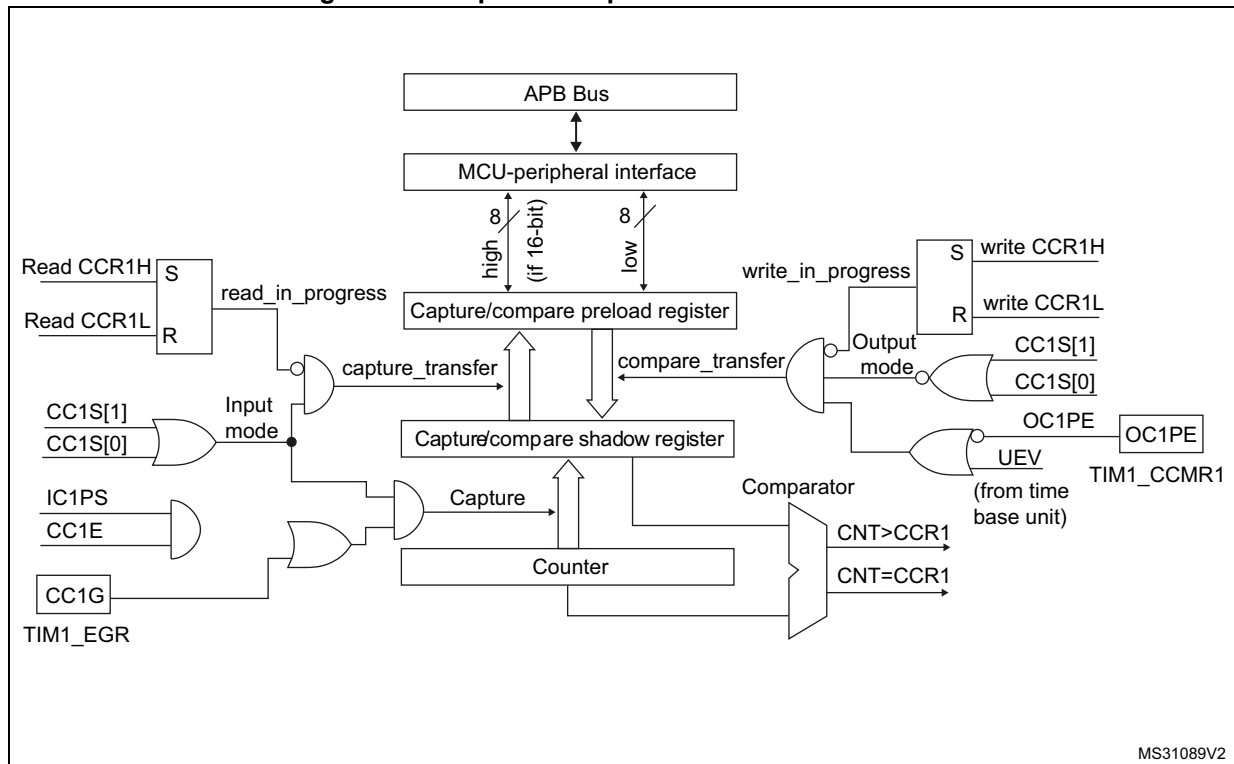 APB Bus
MCU-peripheral interface
8
high
(if 16-bit)
8
low
Read CCR1H
S
Read CCR1L
R
read_in_progress
write_in_progress
S
write CCR1H
R
write CCR1L
Capture/compare preload register
capture_transfer
compare_transfer
Output
mode
CC1S[1]
CC1S[0]
CC1S[1]
CC1S[0]
Input
mode
Capture/compare shadow register
OC1PE
OC1PE
UEV
TIM1_CCMR1
(from time
base unit)
IC1PS
CC1E
Capture
Comparator
CNT>CCR1
CNT=CCR1
Counter
CC1G
TIM1_EGR
MS31089V2